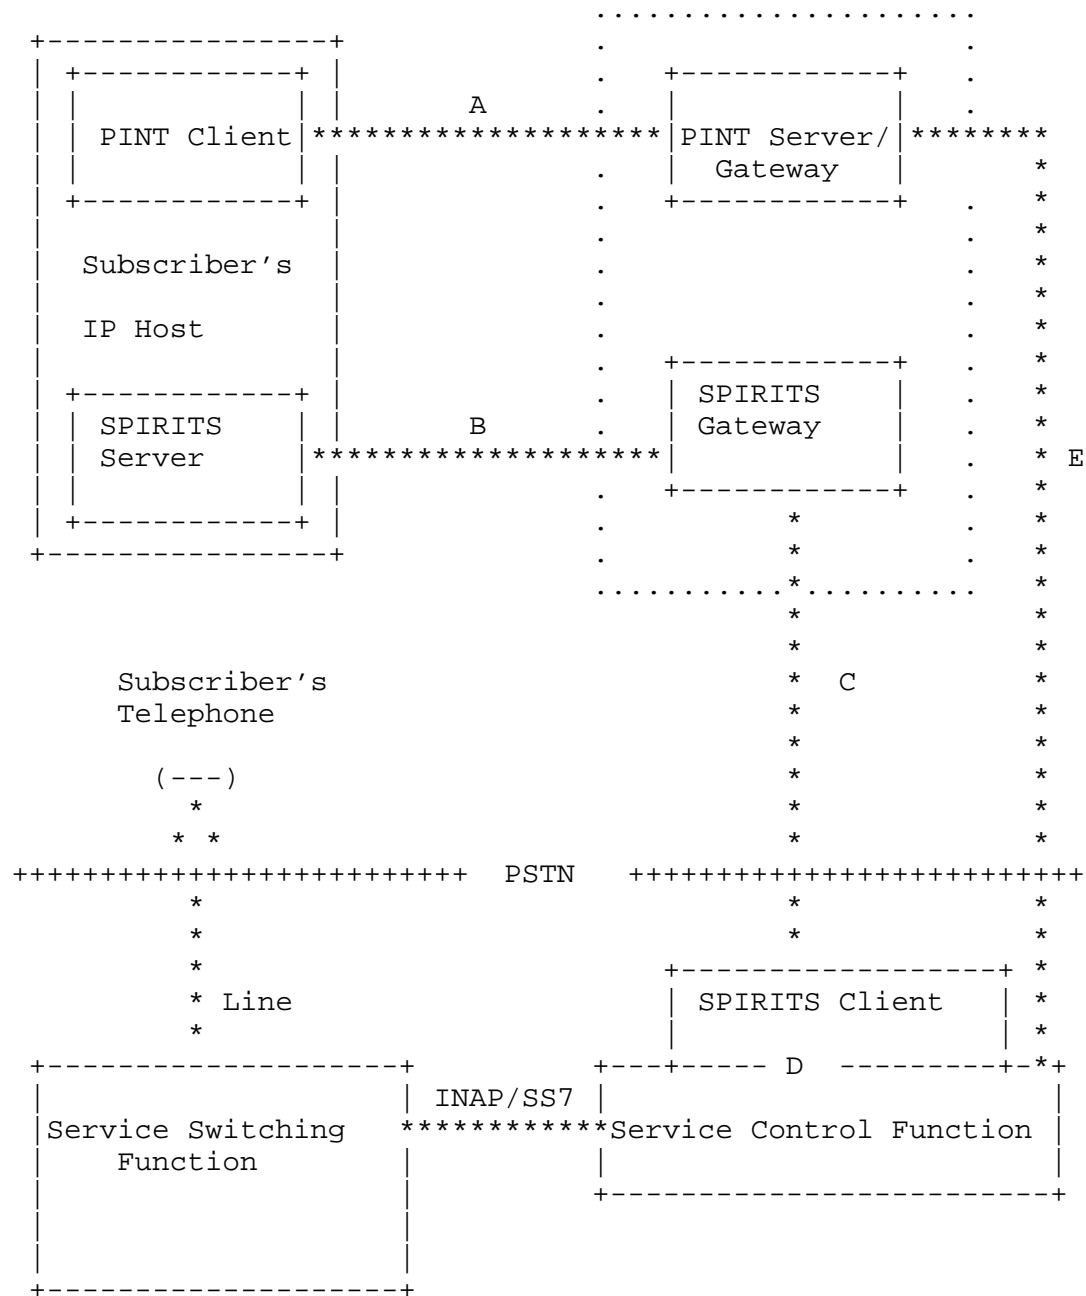 A
PINT Client
PINT Server/
Gateway
Subscriber's
IP Host
SPIRITS
Server
B
SPIRITS
Gateway
E
Subscriber's
Telephone
C
(---)
PSTN
Line
SPIRITS Client
D
INAP/SS7
Service Switching
Function
Service Control Function